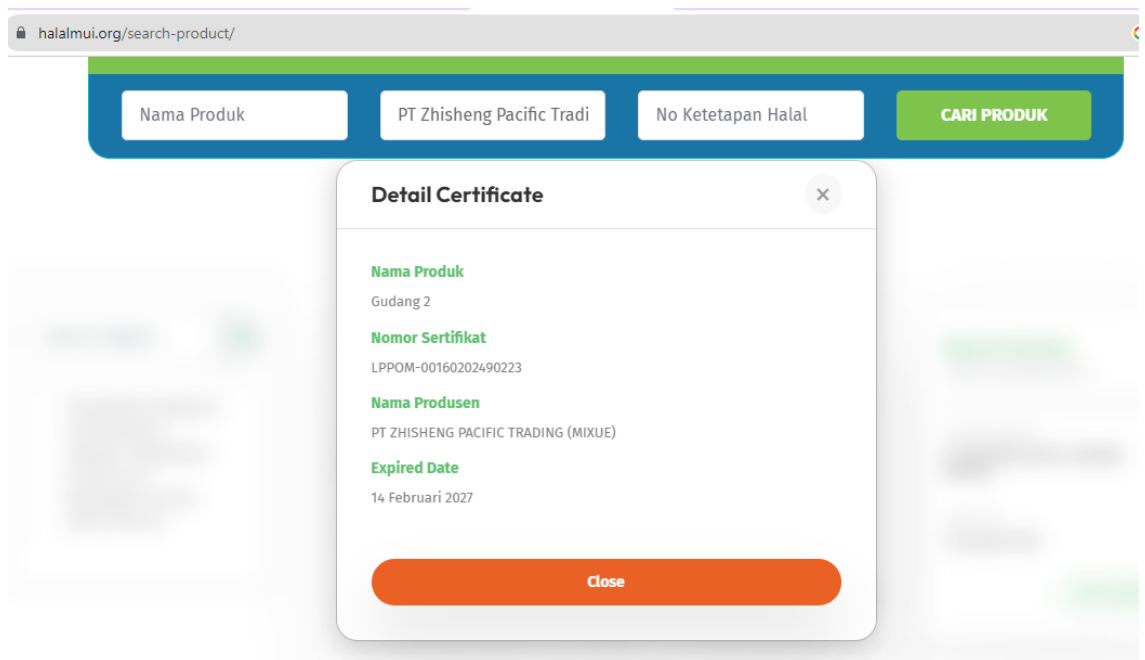 halalmui.org/search-product/
Nama Produk
PT Zhisheng Pacific Tradi
No Ketetapan Halal
CARI PRODUK
Detail Certificate
Nama Produk
Gudang 2
Nomor Sertifikat
LPPOM-00160202490223
Nama Produsen
PT ZHISHENG PACIFIC TRADING (MIXUE)
Expired Date
14 Februari 2027
Close